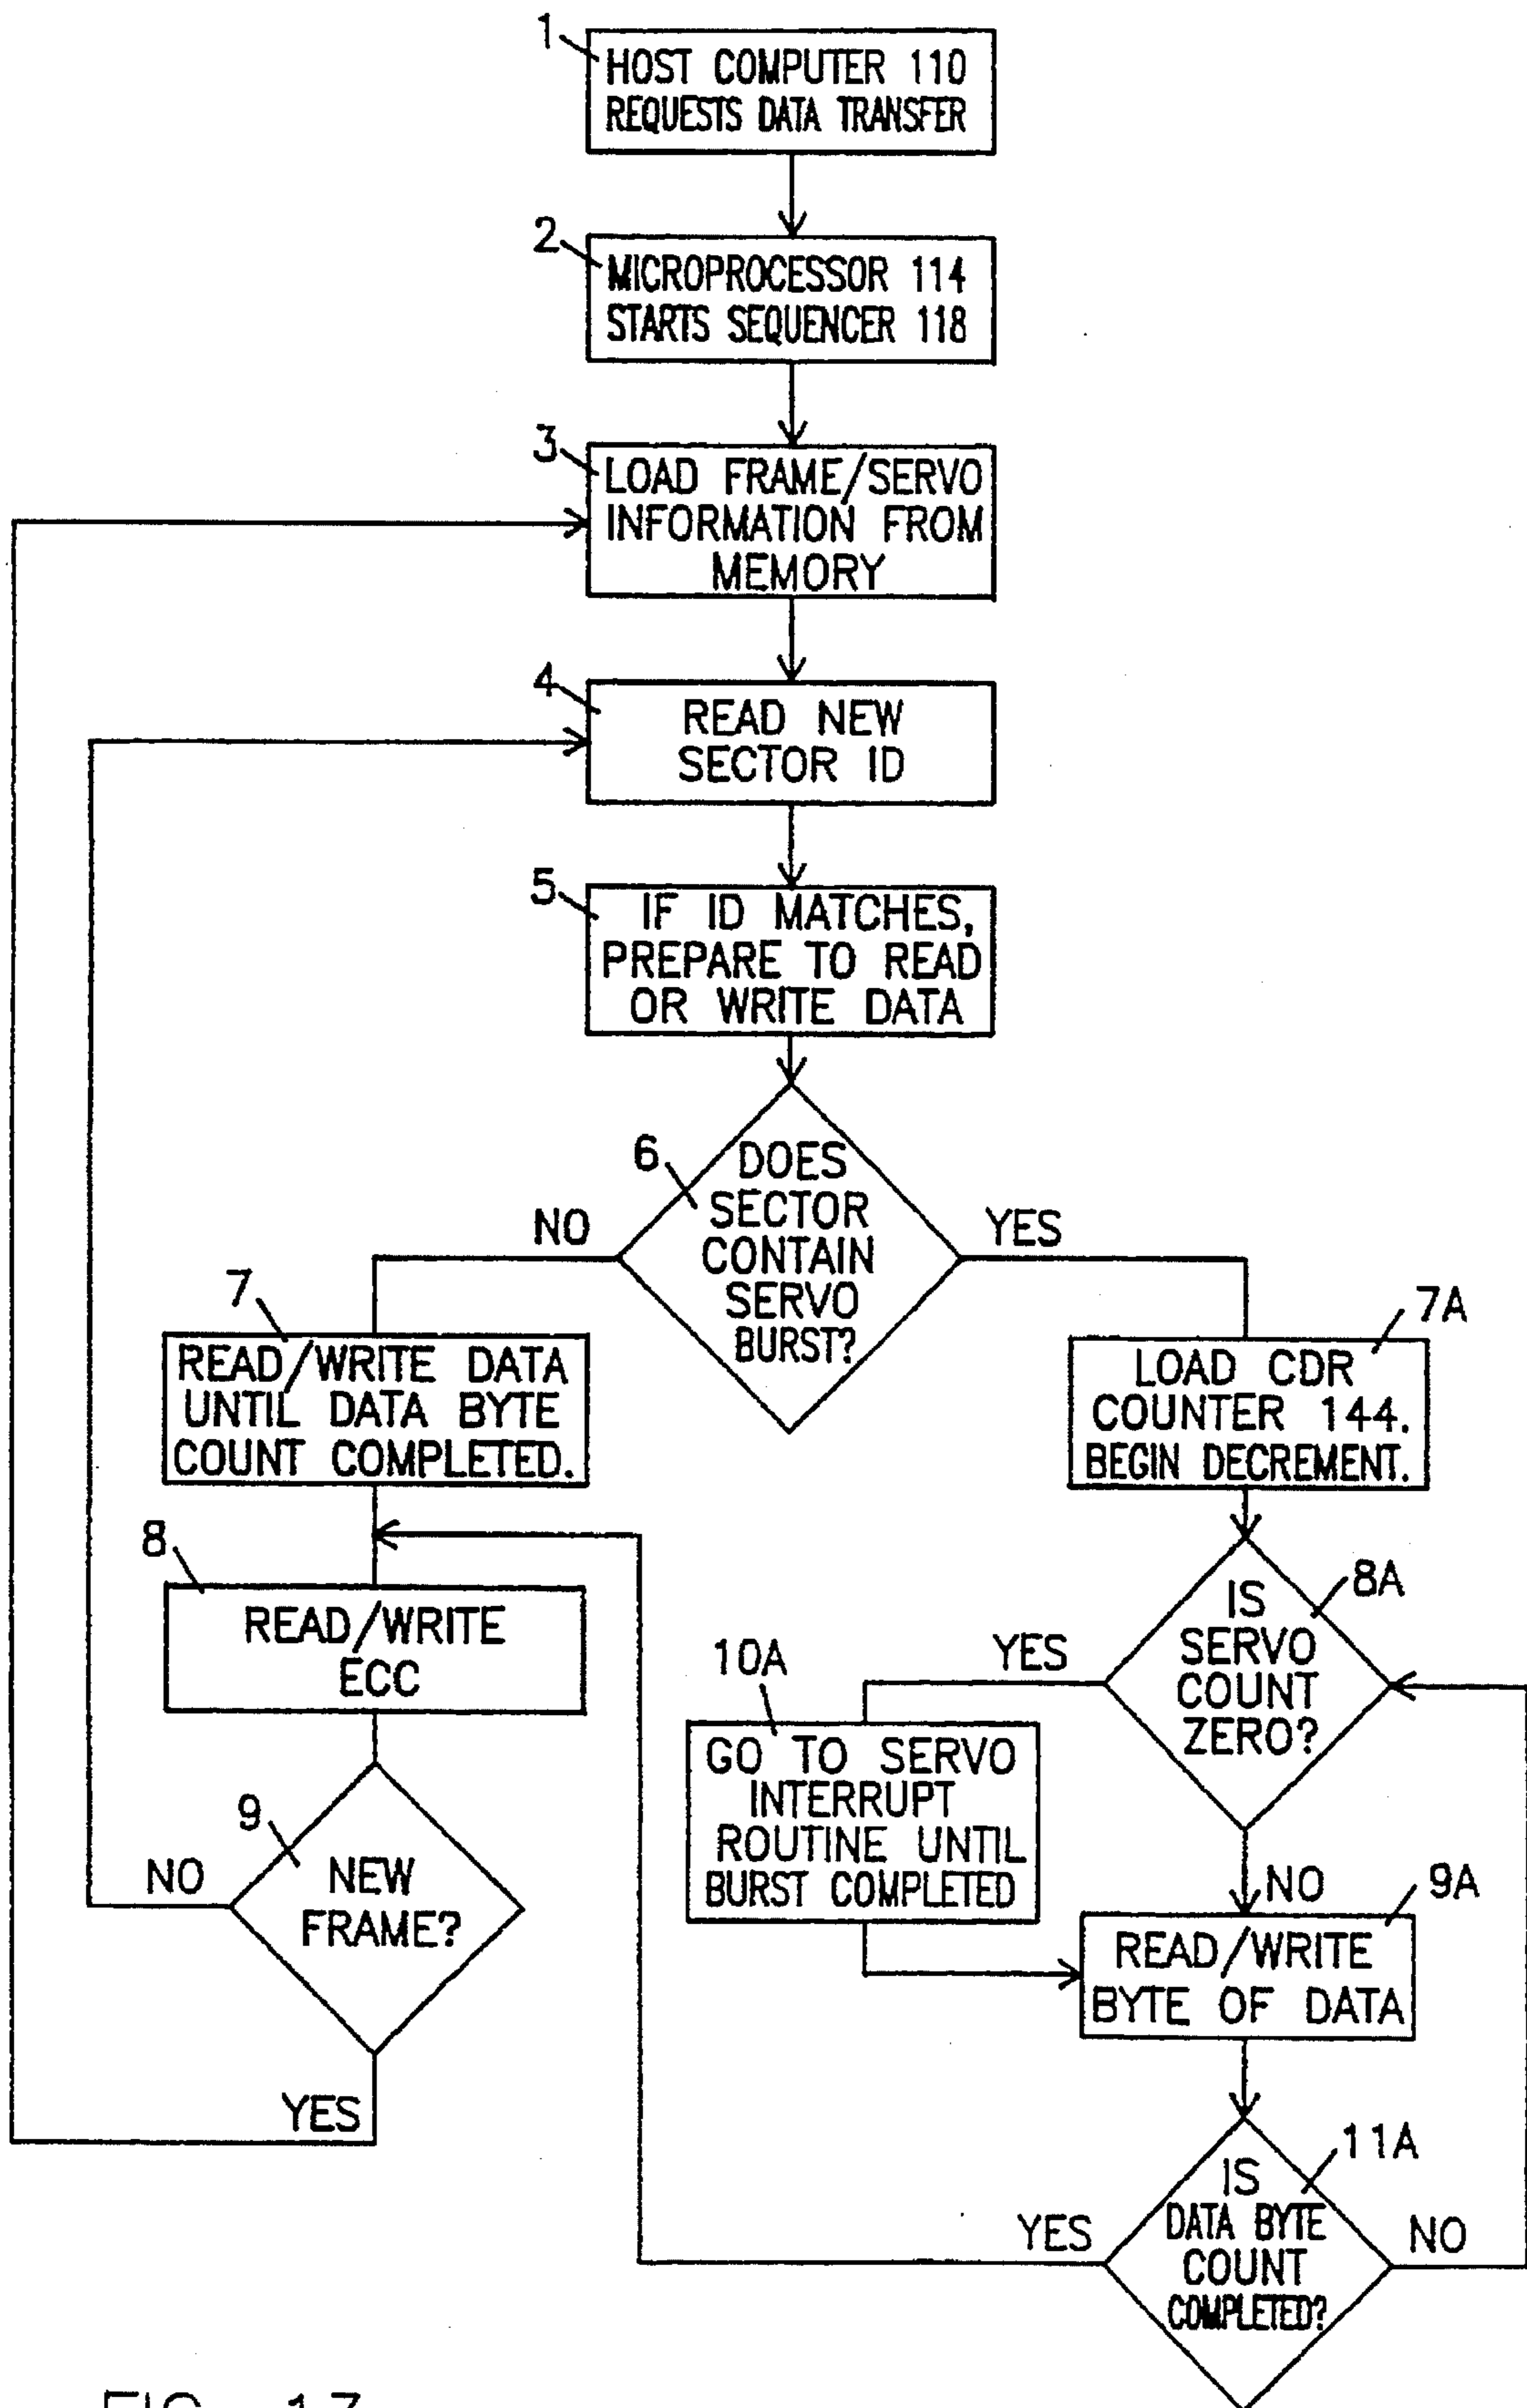 1
HOST COMPUTER 110
REQUESTS DATA TRANSFER
2
MICROPROCESSOR 114
STARTS SEQUENCER 118
3
LOAD FRAME/SERVO
INFORMATION FROM
MEMORY
4
READ NEW
SECTOR ID
5
IF ID MATCHES,
PREPARE TO READ
OR WRITE DATA
6
DOES
SECTOR
CONTAIN
SERVO
BURST?
NO
YES
7
READ/WRITE DATA
UNTIL DATA BYTE
COUNT COMPLETED.
7A
LOAD CDR
COUNTER 144.
BEGIN DECREMENT.
8
READ/WRITE
ECC
8A
IS
SERVO
COUNT
ZERO?
YES
NO
10A
GO TO SERVO
INTERRUPT
ROUTINE UNTIL
BURST COMPLETED
9
NEW
FRAME?
NO
YES
9A
READ/WRITE
BYTE OF DATA
11A
IS
DATA BYTE
COUNT
COMPLETED?
YES
NO